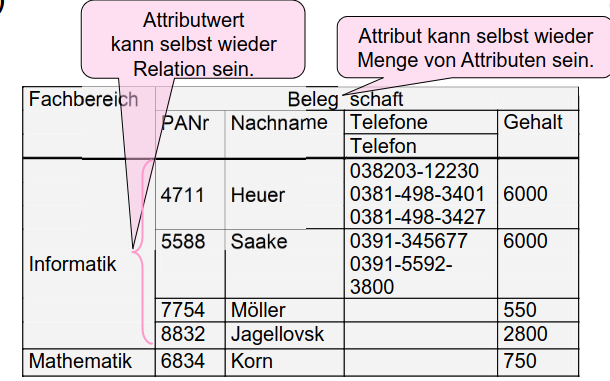 )
Attributwert
kann selbst wieder
Relation sein.
Attribut kann selbst wieder
Menge von Attributen sein.
Fachbereich Beleg schaft
PANr Nachname Telefone Gehalt
Telefon
038203-12230
4711 Heuer 0381-498-3401 6000
0381-498-3427
5588 Saake 0391-345677 6000
Informatik 0391-5592-
3800
7754 Möller 550
8832 Jagellovsk 2800
Mathematik 6834 Korn 750